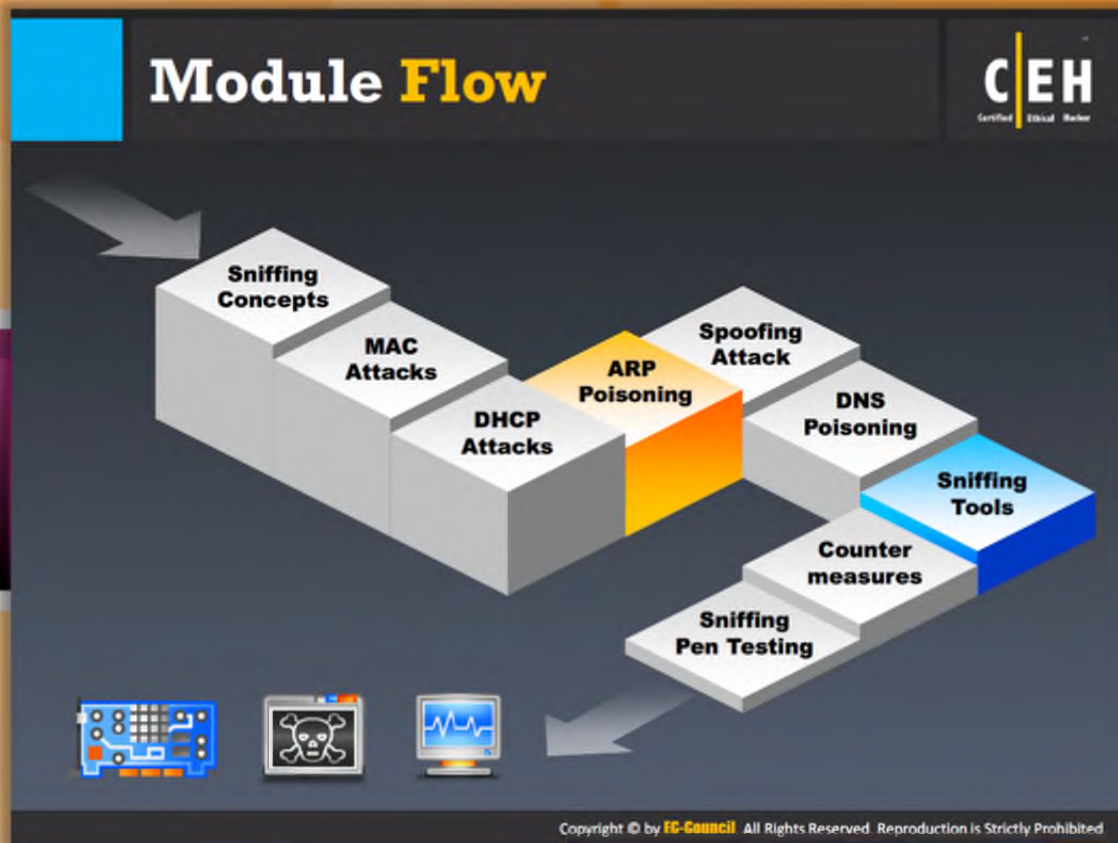 Module Flow
C|EH
Certified Ethical Hacker
Sniffing
Concepts
MAC
Attacks
DHCP
Attacks
ARP
Poisoning
Spoofing
Attack
DNS
Poisoning
Sniffing
Tools
Counter
measures
Sniffing
Pen Testing
Copyright © by EC-Council. All Rights Reserved. Reproduction is Strictly Prohibited